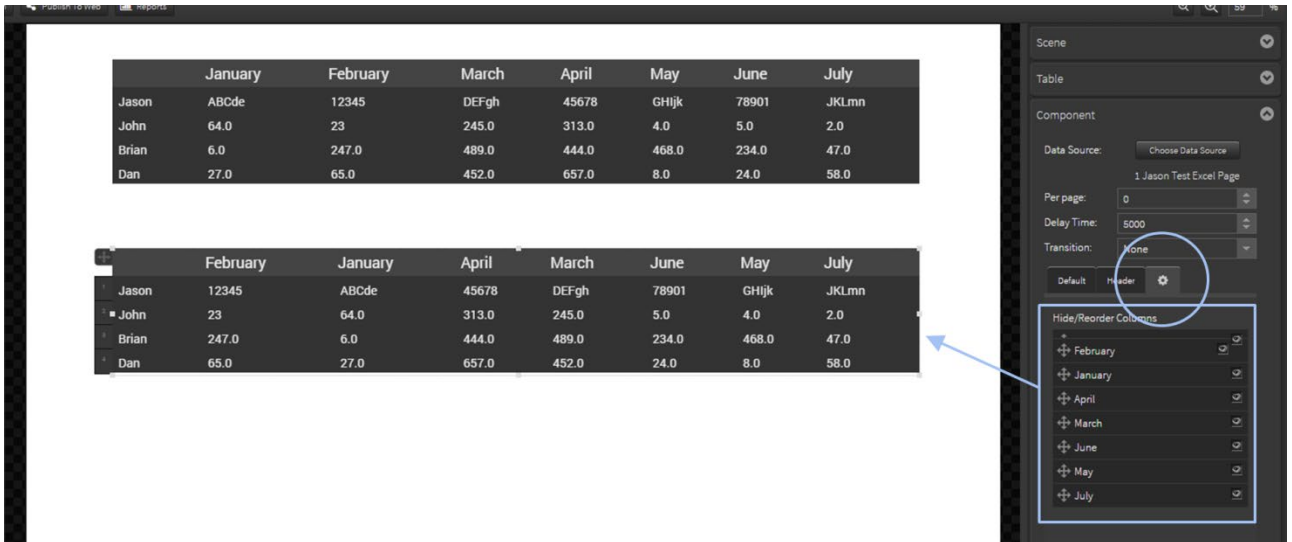 Publish To Web Reports 59 %
January February March April May June July
Jason ABCde 12345 DEFgh 45678 GHIjk 78901 JKLmn
John 64.0 23 245.0 313.0 4.0 5.0 2.0
Brian 6.0 247.0 489.0 444.0 468.0 234.0 47.0
Dan 27.0 65.0 452.0 657.0 8.0 24.0 58.0
February January April March June May July
1 Jason 12345 ABCde 45678 DEFgh 78901 GHIjk JKLmn
2 John 23 64.0 313.0 245.0 5.0 4.0 2.0
3 Brian 247.0 6.0 444.0 489.0 234.0 468.0 47.0
4 Dan 65.0 27.0 657.0 452.0 24.0 8.0 58.0
Scene
Table
Component
Data Source: Choose Data Source
1 Jason Test Excel Page
Per page: 0
Delay Time: 5000
Transition: None
Default Header
Hide/Reorder Columns
February
January
April
March
June
May
July